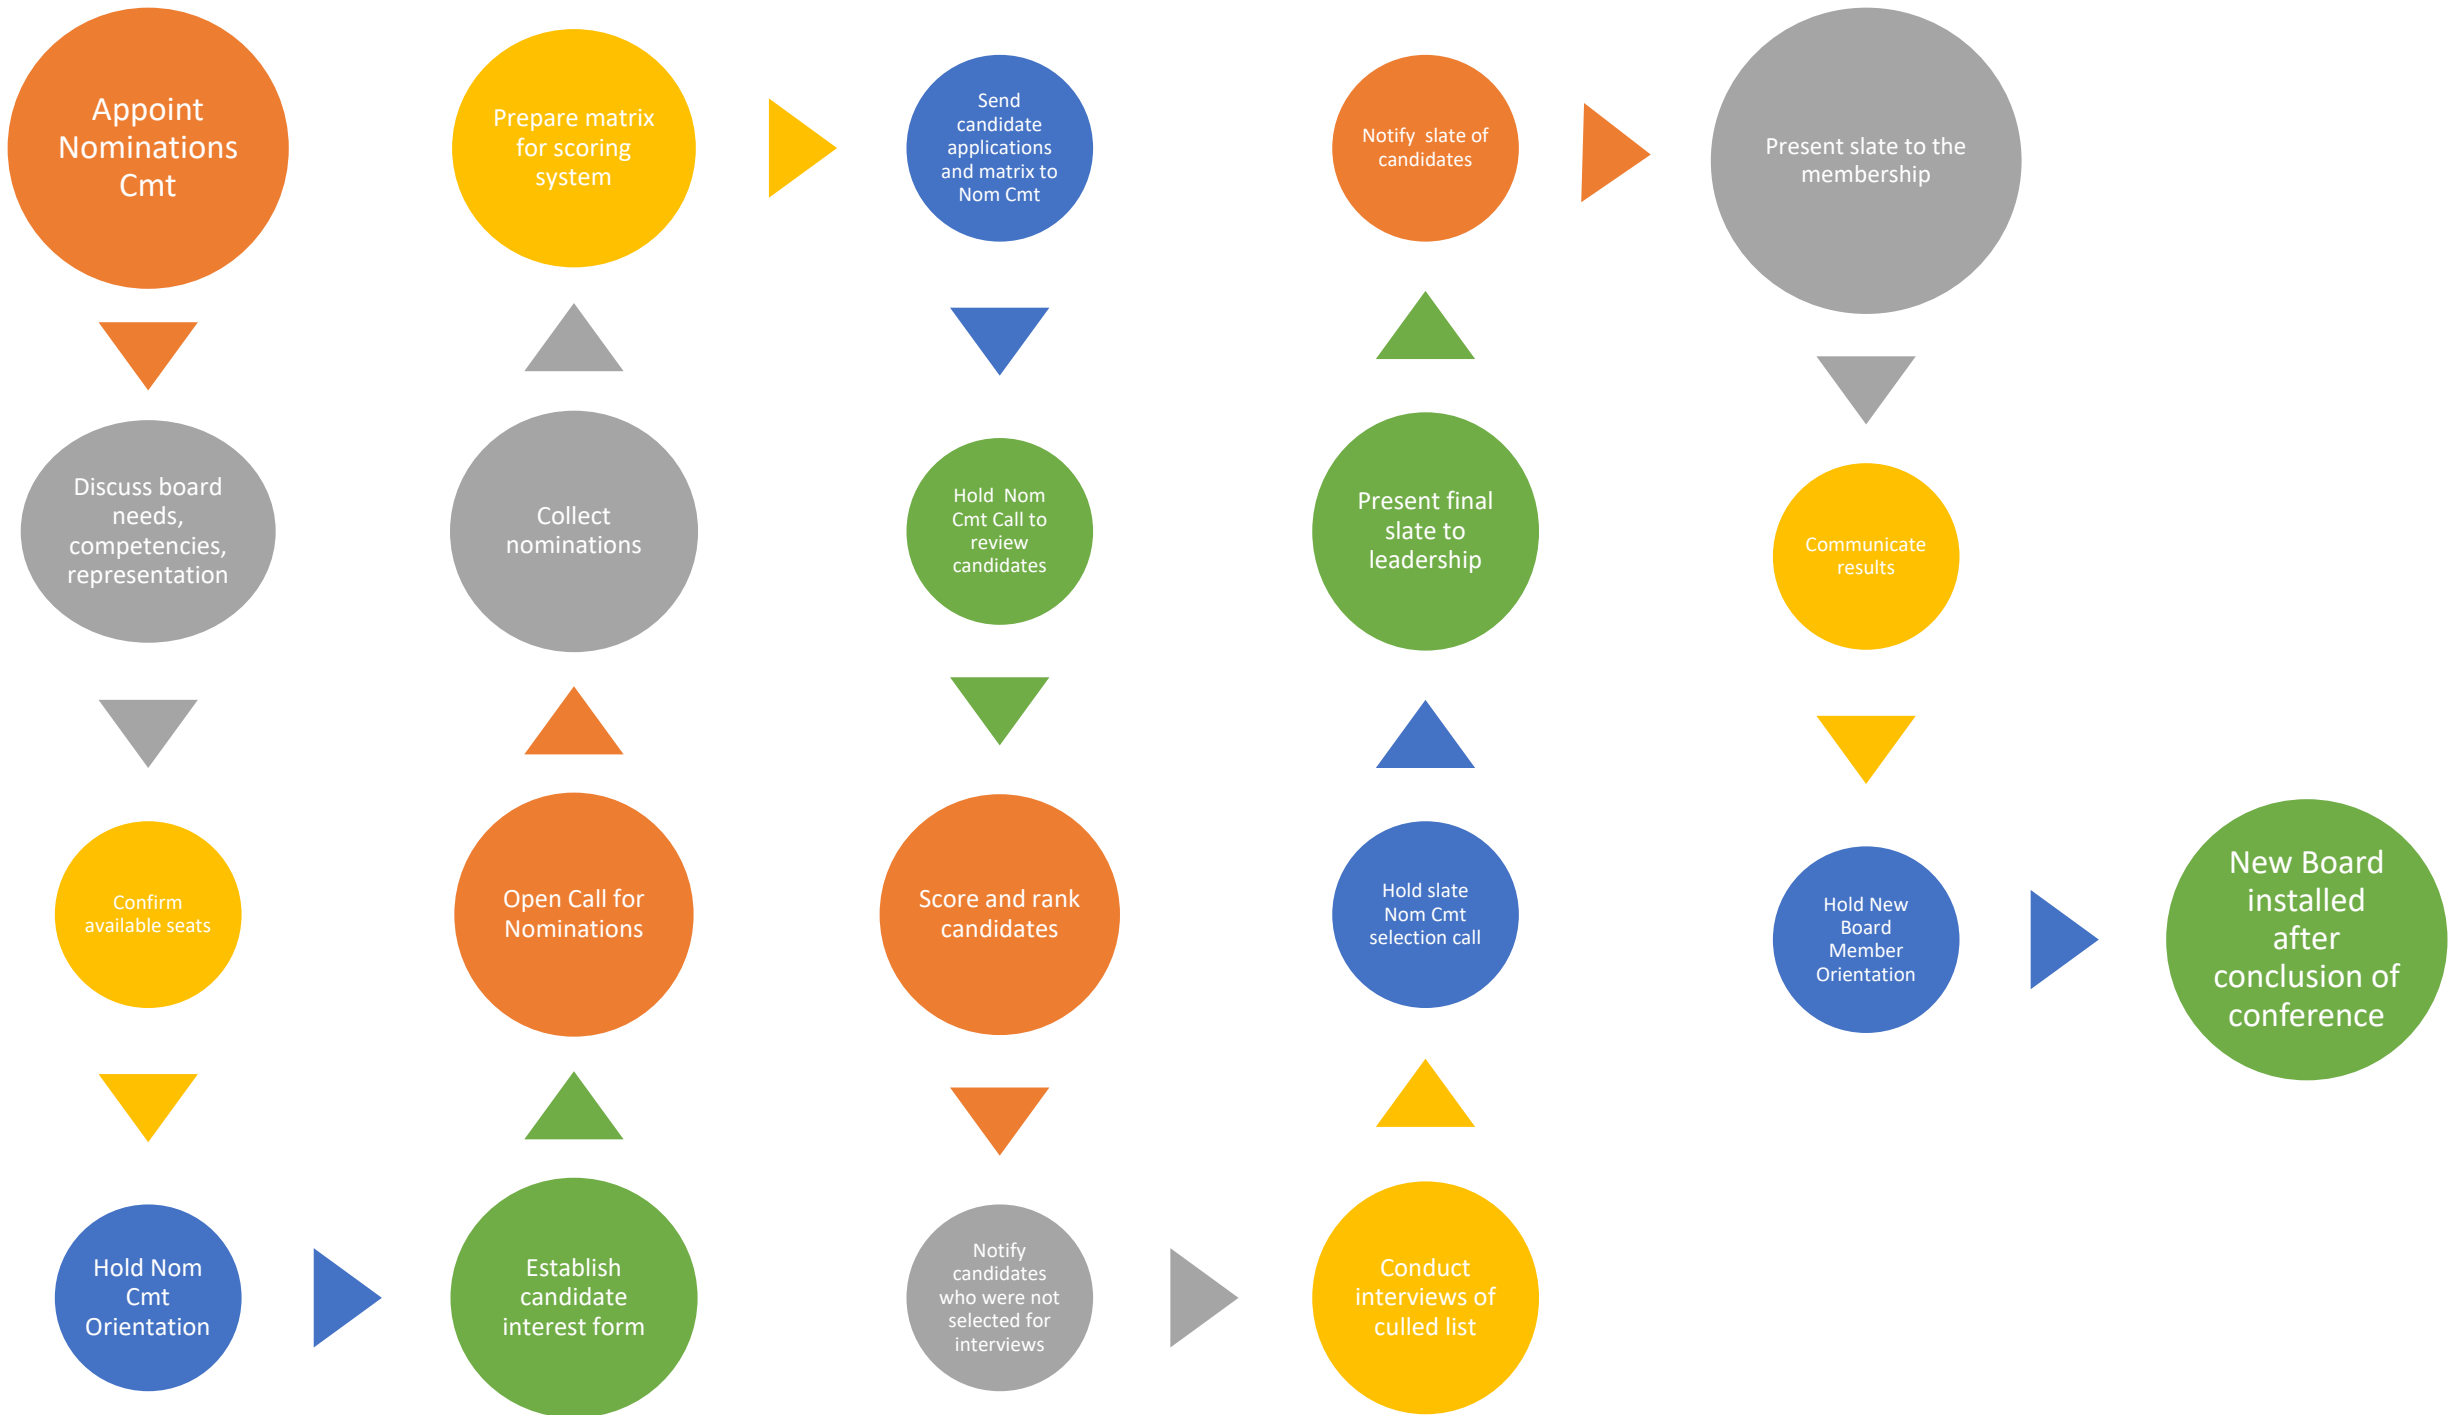 Appoint
Nominations
Cmt
Discuss board
needs,
competencies,
representation
Confirm
available seats
Hold Nom
Cmt
Orientation
Establish
candidate
interest form
Open Call for
Nominations
Collect
nominations
Prepare matrix
for scoring
system
Send
candidate
applications
and matrix to
Nom Cmt
Hold Nom
Cmt Call to
review
candidates
Score and rank
candidates
Notify
candidates
who were not
selected for
interviews
Conduct
interviews of
culled list
Hold slate
Nom Cmt
selection call
Present final
slate to
leadership
Notify slate of
candidates
Present slate to the
membership
Communicate
results
Hold New
Board
Member
Orientation
New Board
installed
after
conclusion of
conference